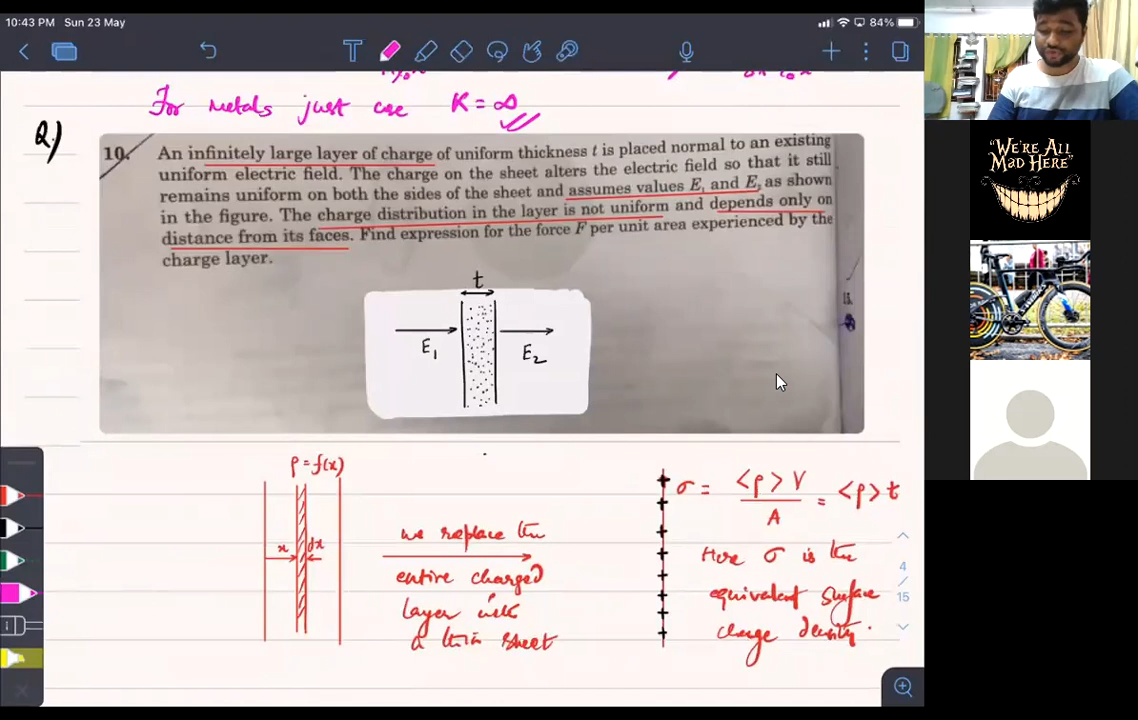 10:43 PM Sun 23 May
84%
T
For metals just use K = ∞
Q)
10. An infinitely large layer of charge of uniform thickness t is placed normal to an existing
uniform electric field. The charge on the sheet alters the electric field so that it still
remains uniform on both the sides of the sheet and assumes values E₁ and E₂ as shown
in the figure. The charge distribution in the layer is not uniform and depends only on
distance from its faces. Find expression for the force F per unit area experienced by the
charge layer.
t
E₁
E₂
ρ = f(x)
x dx
we replace the
entire charged
layer with
a thin sheet
σ = <ρ> V / A = <ρ> t
Here σ is the
equivalent surface
charge density.
4
/
15
"WE'RE ALL
MAD HERE"